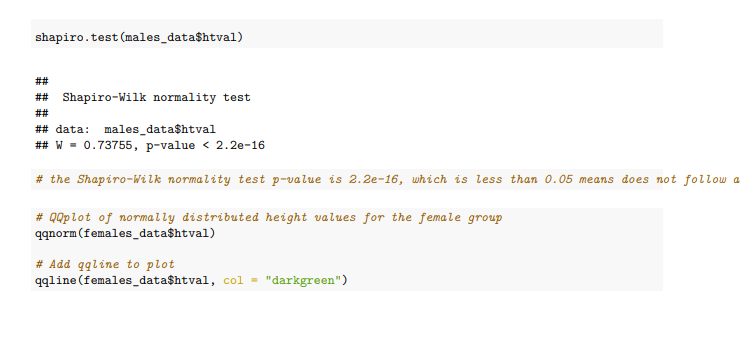 shapiro.test(males_data$htval)
##
## Shapiro-Wilk normality test
##
## data: males_data$htval
## W = 0.73755, p-value < 2.2e-16
# the Shapiro-Wilk normality test p-value is 2.2e-16, which is less than 0.05 means does not follow a
# QQplot of normally distributed height values for the female group
qqnorm(females_data$htval)
# Add qqline to plot
qqline(females_data$htval, col = "darkgreen")